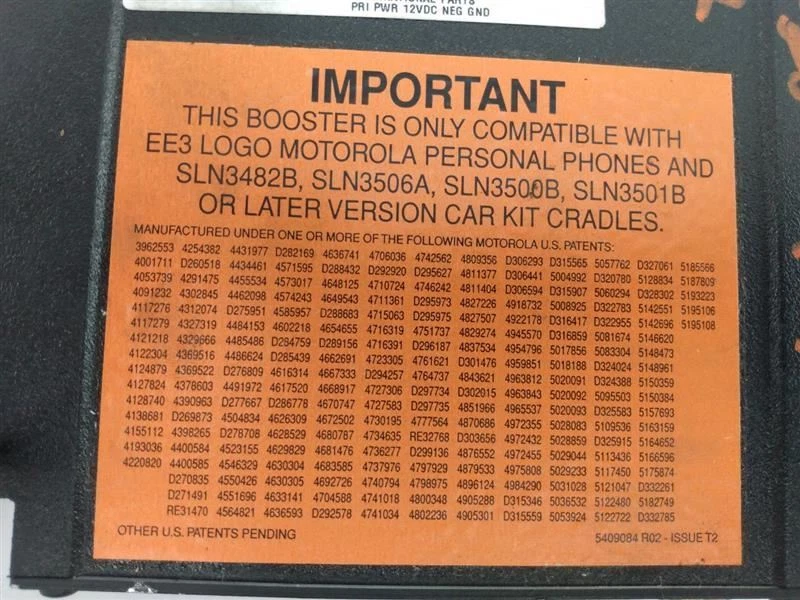 PRI PWR 12VDC NEG GND
IMPORTANT
THIS BOOSTER IS ONLY COMPATIBLE WITH
EE3 LOGO MOTOROLA PERSONAL PHONES AND
SLN3482B, SLN3506A, SLN3500B, SLN3501B
OR LATER VERSION CAR KIT CRADLES.
MANUFACTURED UNDER ONE OR MORE OF THE FOLLOWING MOTOROLA U.S. PATENTS:
3962553 4254382 4431977 D282169 4636741 4706036 4742562 4809356 D306293 D315565 5057762 D327061 5185566
4001711 D260518 4434461 4571595 D288432 D292920 D295627 4811377 D306441 5004992 D320780 5128834 5187809
4053739 4291475 4455534 4573017 4648125 4710724 4746242 4811404 D306594 D315907 5060294 D328302 5193223
4091232 4302845 4462098 4574243 4649543 4711361 D295973 4827226 4918732 5008925 D322783 5142551 5195106
4117276 4312074 D275951 4585957 D288683 4715063 D295975 4827507 4922178 D316417 D322955 5142696 5195108
4117279 4327319 4484153 4602218 4654655 4716319 4751737 4829274 4945570 D316859 5081674 5146620
4121218 4329666 4485486 D284759 D289156 4716391 D296187 4837534 4954796 5017856 5083304 5148473
4122304 4369516 4486624 D285439 4662691 4723305 4761621 D301476 4959851 5018188 D324024 5148961
4124879 4369522 D276809 4616314 4667333 D294257 4764737 4843621 4963812 5020091 D324388 5150359
4127824 4378603 4491972 4617520 4668917 4727306 D297734 D302915 4963843 5020092 5095503 5150384
4128740 4390963 D277667 D286778 4670747 4727583 D297735 4851966 4965537 5020093 D325583 5157693
4138681 D269873 4504834 4626309 4672502 4730195 4777564 4870686 4972355 5028083 5109536 5163159
4155112 4398265 D278708 4628529 4680787 4734635 RE32768 D303656 4972432 5028859 D325915 5164652
4193036 4400584 4523155 4629829 4681476 4736277 D299136 4876552 4972455 5029044 5113436 5166596
4220820 4400585 4546329 4630304 4683585 4737976 4797929 4879533 4975808 5029233 5117450 5175874
D270835 4550426 4630305 4692726 4740794 4798975 4896124 4984290 5031028 5121047 D332261
D271491 4551696 4633141 4704588 4741018 4800348 4905288 D315346 5036532 5122480 5182749
RE31470 4564821 4636593 D292578 4741034 4802236 4905301 D315559 5053924 5122722 D332785
OTHER U.S. PATENTS PENDING
5409084 R02 - ISSUE T2